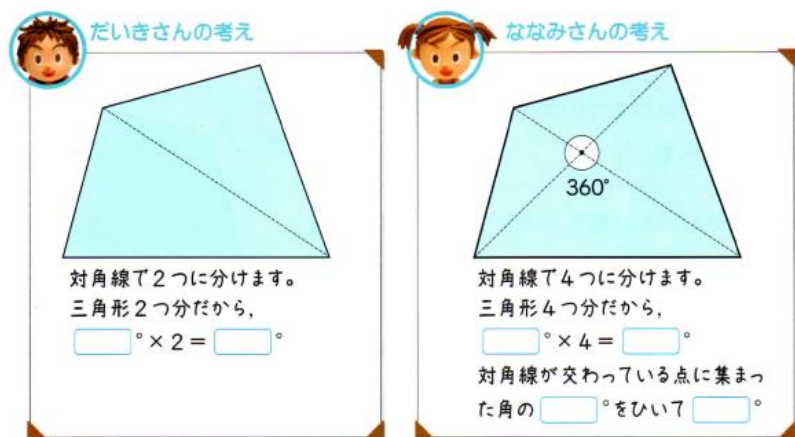 だいきさんの考え
対角線で2つに分けます。
三角形2つ分だから,
°×2= °
ななみさんの考え
360°
対角線で4つに分けます。
三角形4つ分だから,
°×4= °
対角線が交わっている点に集まっ
た角の °をひいて °